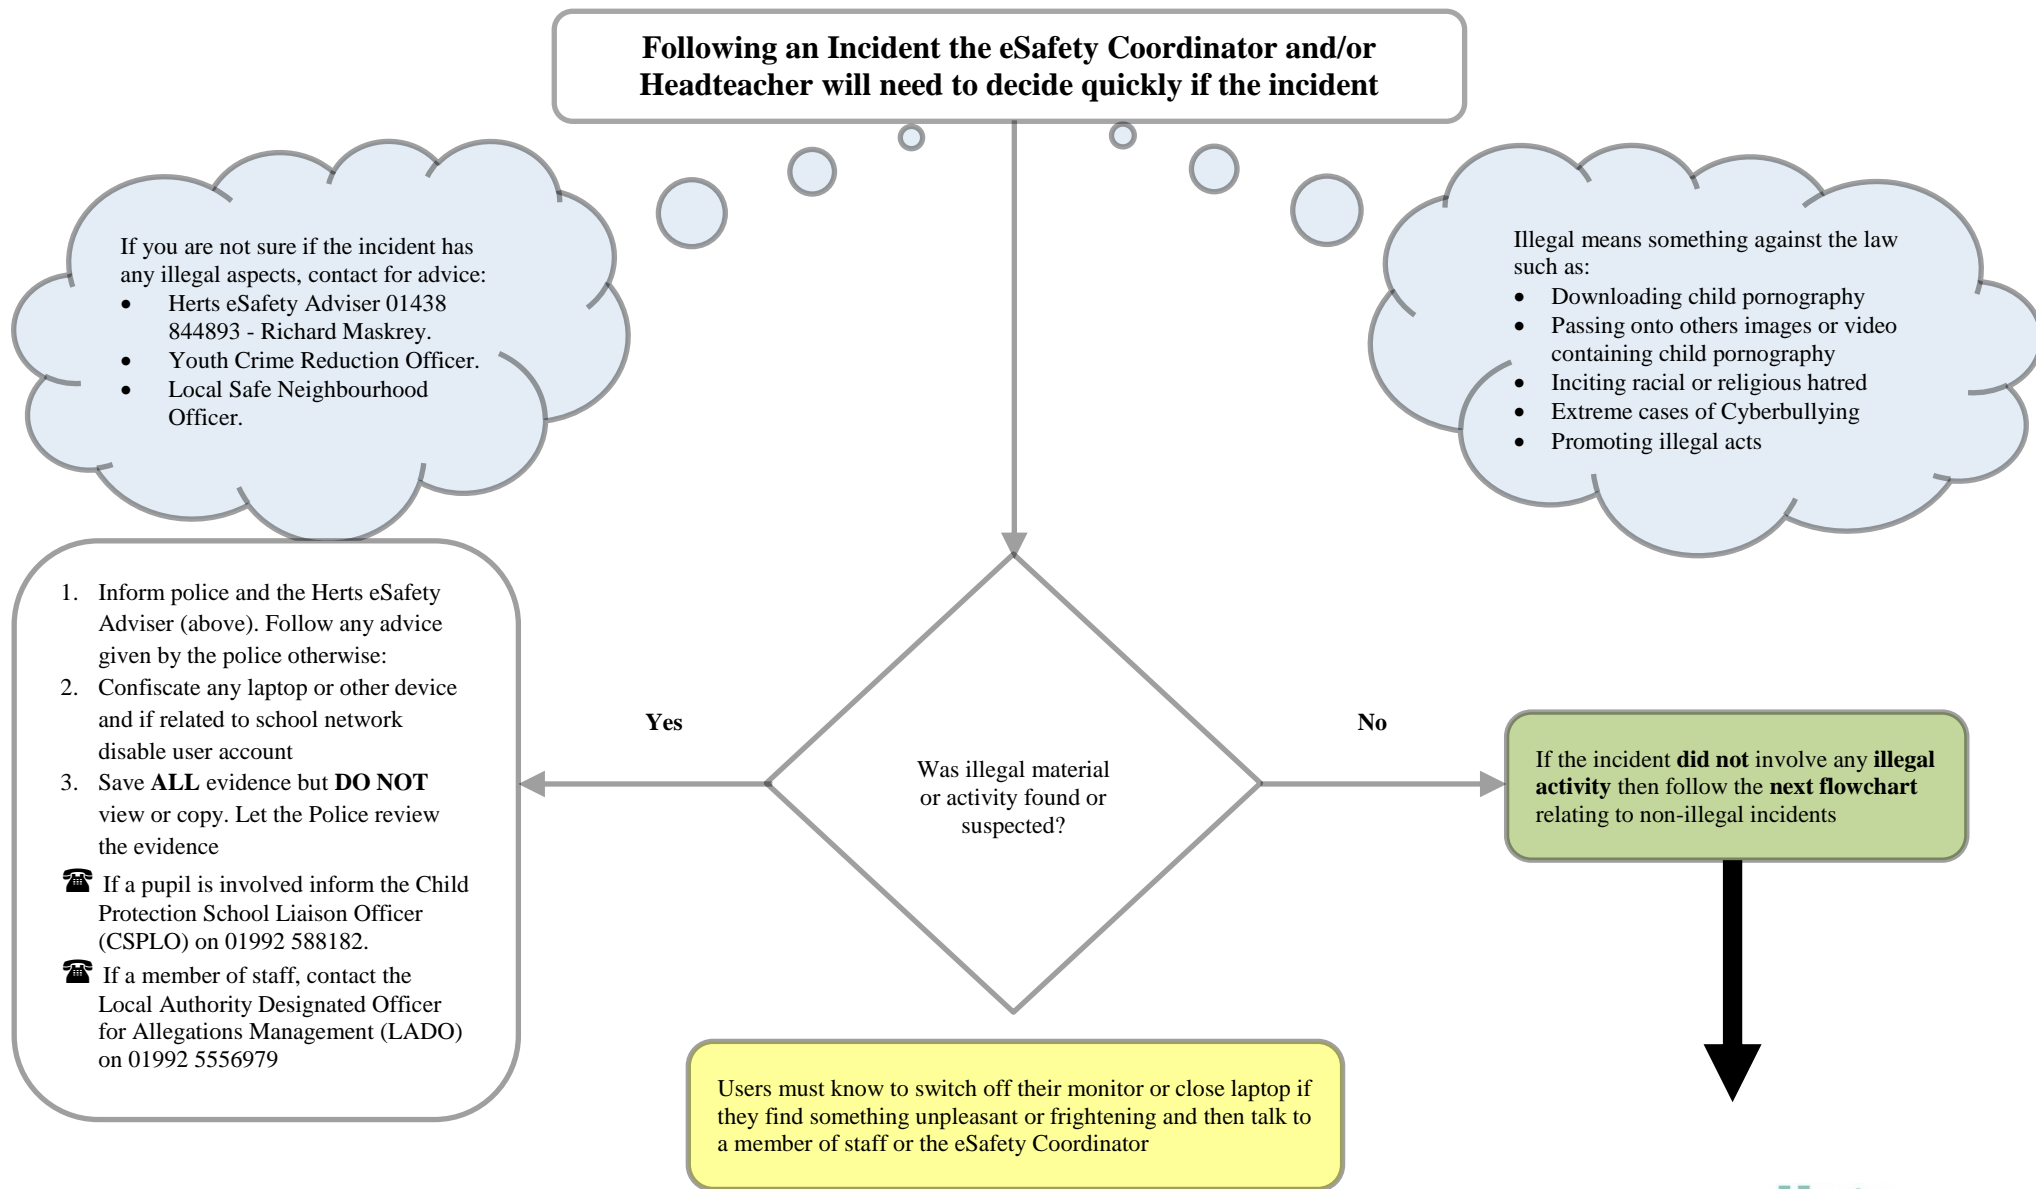 Following an Incident the eSafety Coordinator and/or
Headteacher will need to decide quickly if the incident
If you are not sure if the incident has
any illegal aspects, contact for advice:
• Herts eSafety Adviser 01438
844893 - Richard Maskrey.
• Youth Crime Reduction Officer.
• Local Safe Neighbourhood
Officer.
Illegal means something against the law
such as:
• Downloading child pornography
• Passing onto others images or video
containing child pornography
• Inciting racial or religious hatred
• Extreme cases of Cyberbullying
• Promoting illegal acts
1. Inform police and the Herts eSafety
Adviser (above). Follow any advice
given by the police otherwise:
2. Confiscate any laptop or other device
and if related to school network
disable user account
3. Save ALL evidence but DO NOT
view or copy. Let the Police review
the evidence
☎ If a pupil is involved inform the Child
Protection School Liaison Officer
(CSPLO) on 01992 588182.
☎ If a member of staff, contact the
Local Authority Designated Officer
for Allegations Management (LADO)
on 01992 5556979
Yes
Was illegal material
or activity found or
suspected?
No
If the incident did not involve any illegal
activity then follow the next flowchart
relating to non-illegal incidents
Users must know to switch off their monitor or close laptop if
they find something unpleasant or frightening and then talk to
a member of staff or the eSafety Coordinator